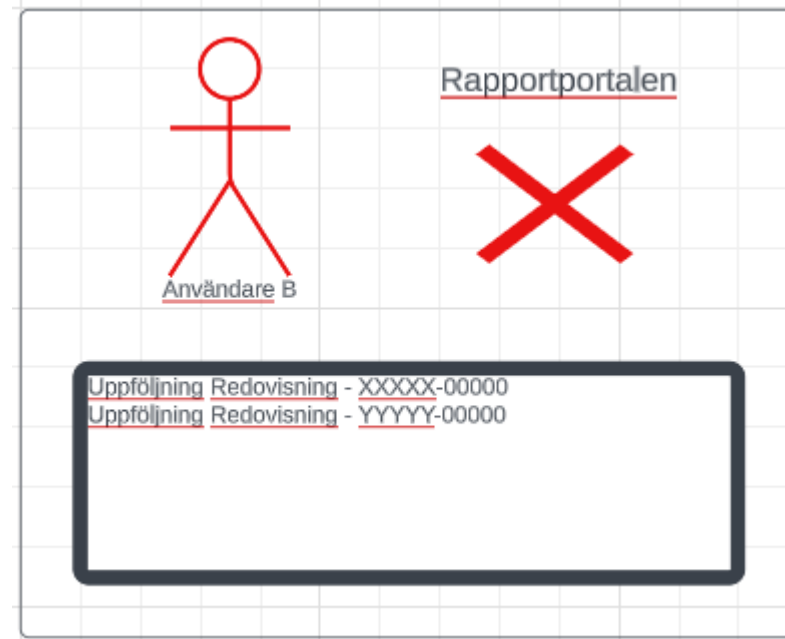 Rapportportalen
Användare B
Uppföljning Redovisning - XXXXX-00000
Uppföljning Redovisning - YYYYY-00000